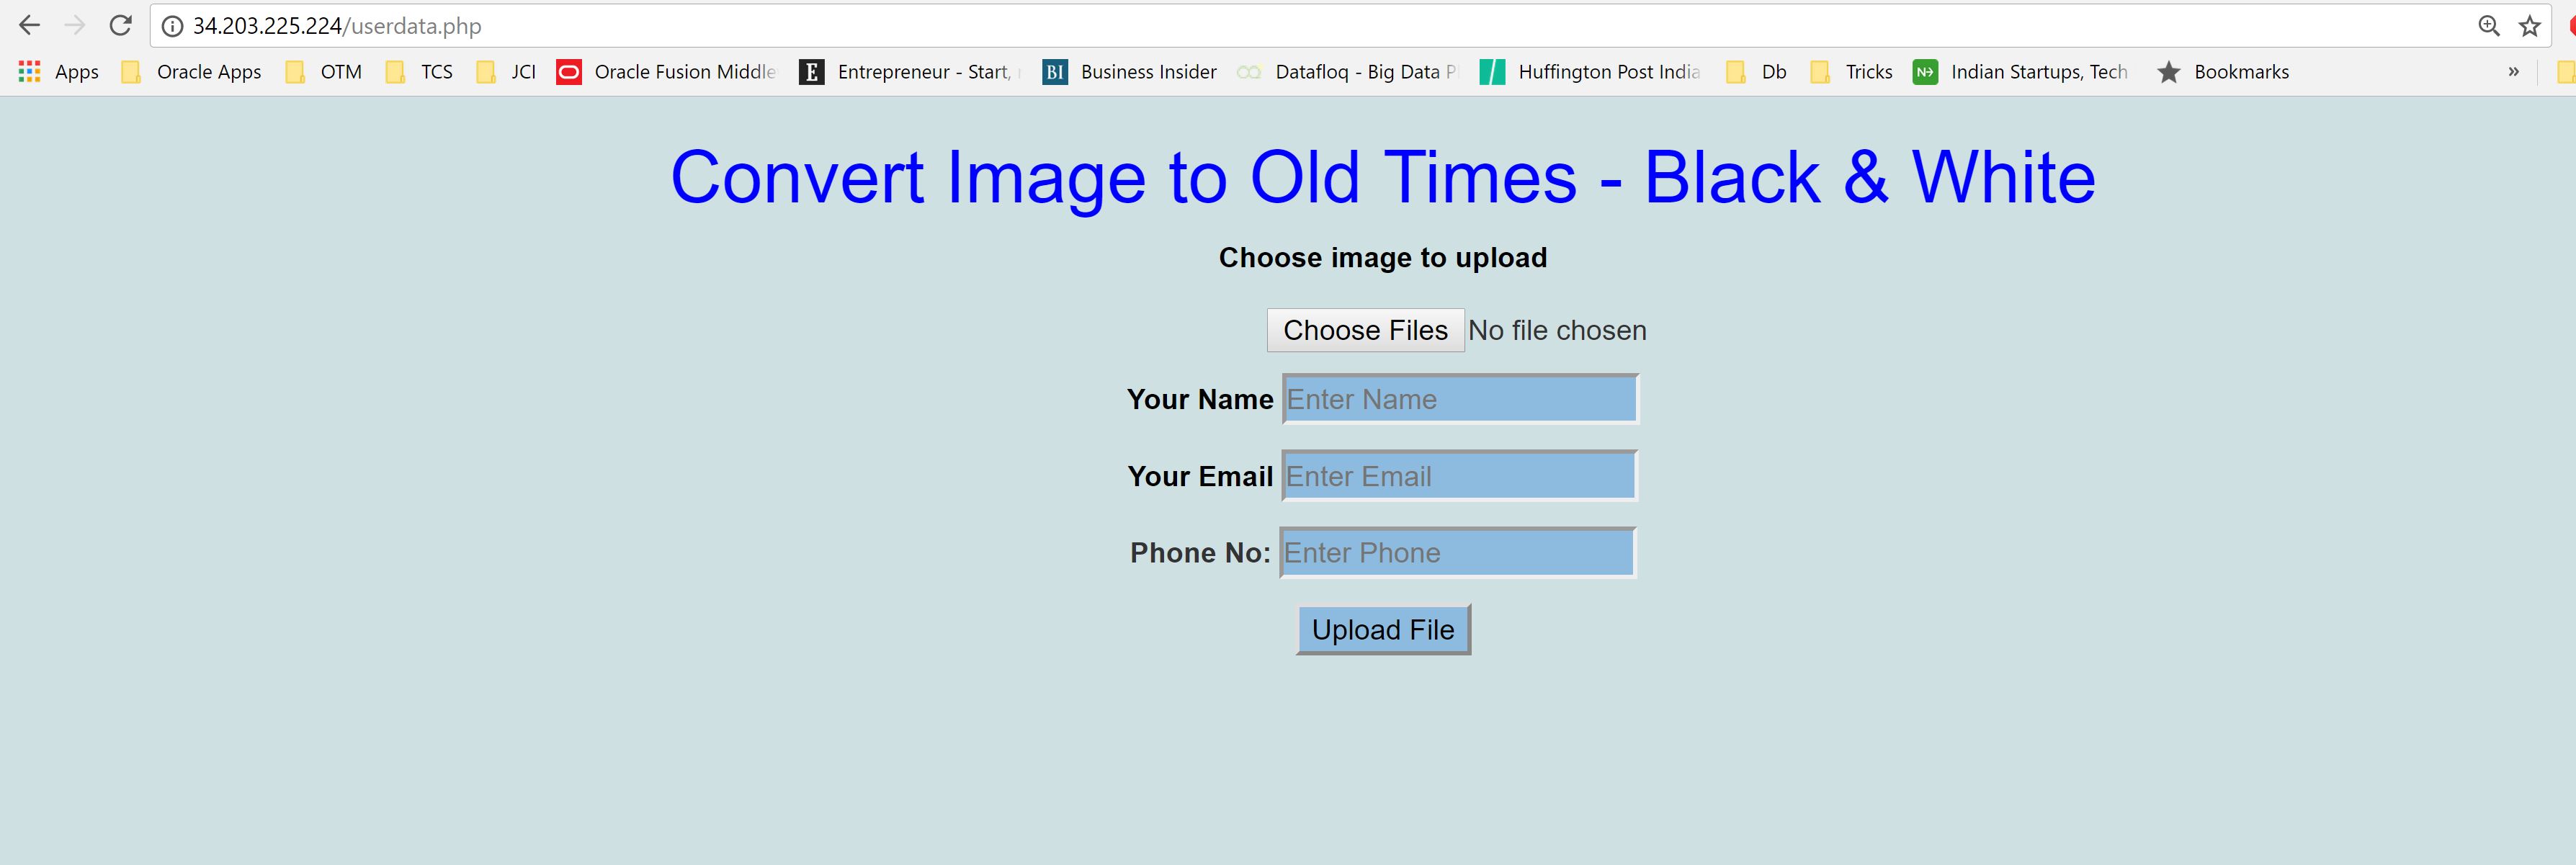 34.203.225.224/userdata.php
Apps Oracle Apps OTM TCS JCI Oracle Fusion Middle E Entrepreneur - Start, BI Business Insider Datafloq - Big Data P Huffington Post India Db Tricks N Indian Startups, Tech Bookmarks »
Convert Image to Old Times - Black & White
Choose image to upload
Choose Files No file chosen
Your Name Enter Name
Your Email Enter Email
Phone No: Enter Phone
Upload File